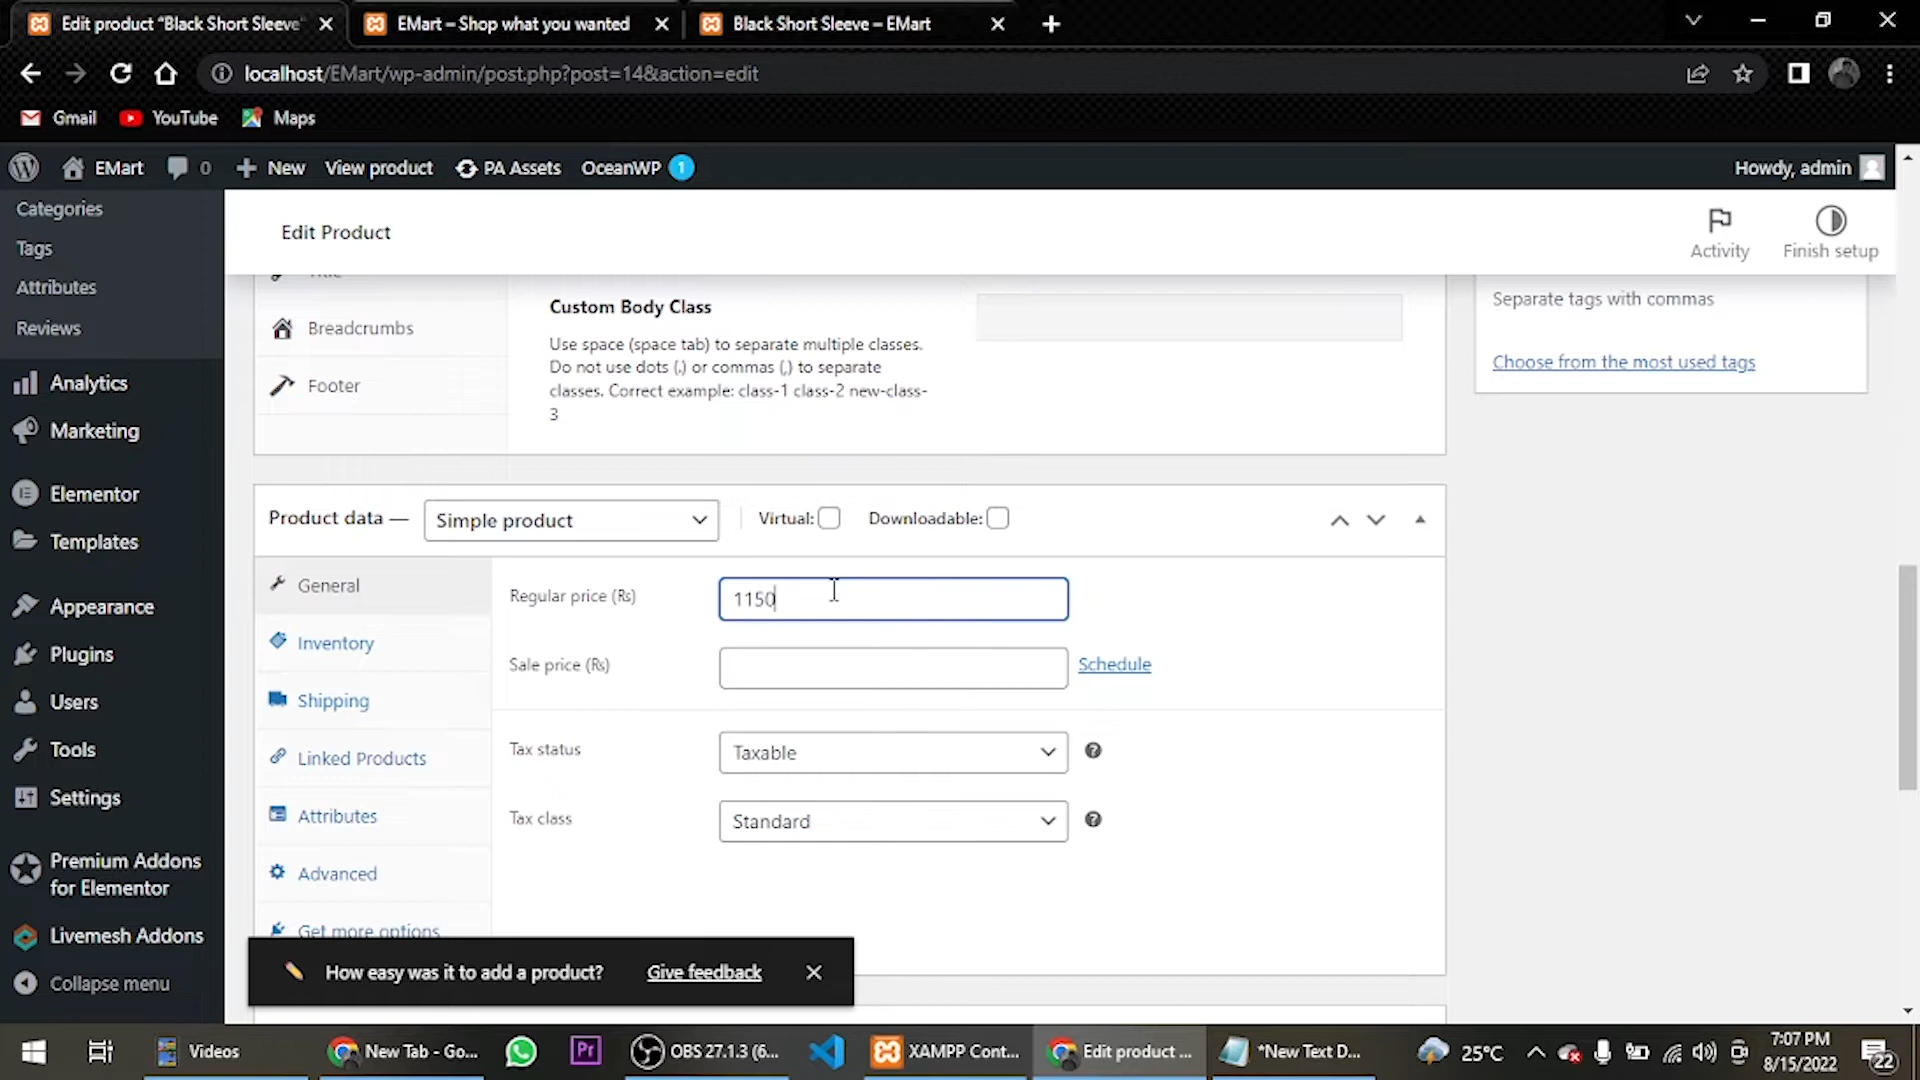 Edit product “Black Short Sleeve"
EMart – Shop what you wanted
Black Short Sleeve – EMart
localhost/EMart/wp-admin/post.php?post=14&action=edit
Gmail
YouTube
Maps
EMart
0
New
View product
PA Assets
OceanWP
1
Howdy, admin
Categories
Tags
Attributes
Reviews
Analytics
Marketing
Elementor
Templates
Appearance
Plugins
Users
Tools
Settings
Premium Addons
for Elementor
Livemesh Addons
Collapse menu
Edit Product
Activity
Finish setup
Breadcrumbs
Footer
Custom Body Class
Use space (space tab) to separate multiple classes.
Do not use dots (.) or commas (,) to separate
classes. Correct example: class-1 class-2 new-class-
3
Separate tags with commas
Choose from the most used tags
Product data —
Simple product
Virtual:
Downloadable:
General
Inventory
Shipping
Linked Products
Attributes
Advanced
Get more options
Regular price (₨)
1150
Sale price (₨)
Schedule
Tax status
Taxable
Tax class
Standard
How easy was it to add a product?
Give feedback
Videos
New Tab - Go...
Pr
OBS 27.1.3 (6...
XAMPP Cont...
Edit product ...
*New Text D...
25°C
7:07 PM
8/15/2022
22